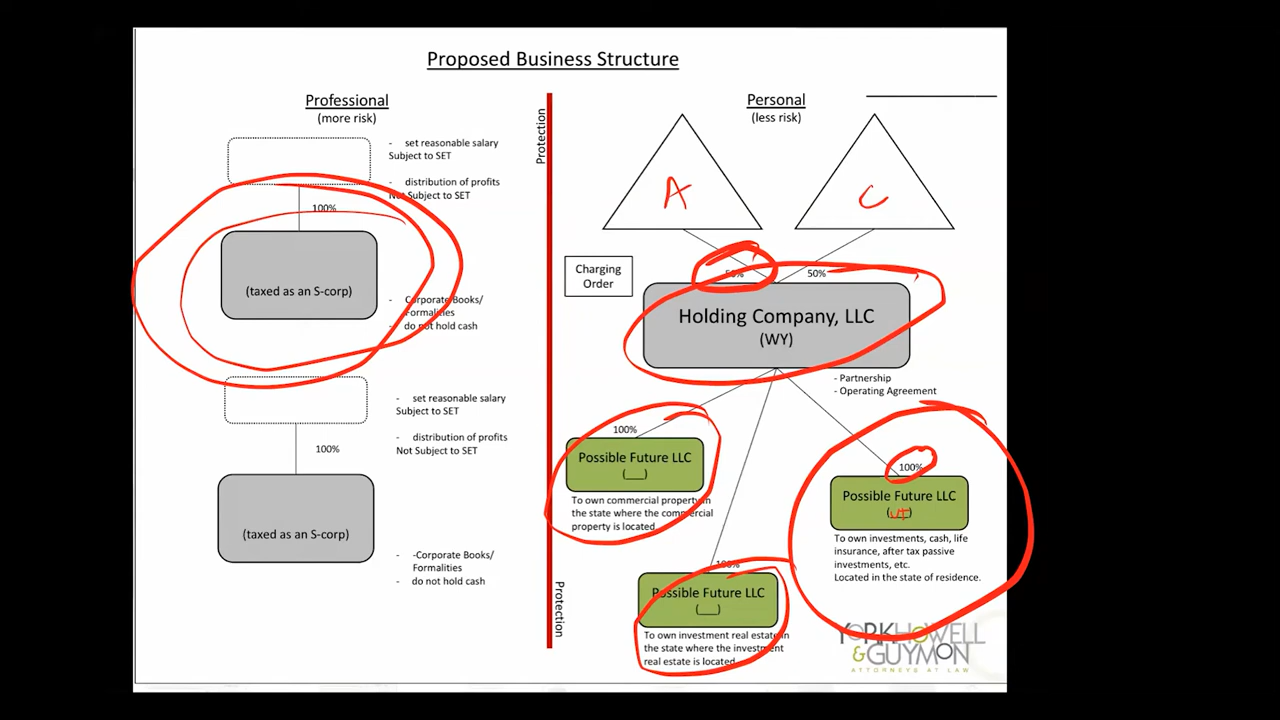 Proposed Business Structure
Professional
(more risk)
- set reasonable salary
Subject to SET
- distribution of profits
Not Subject to SET
100%
(taxed as an S-corp)
- Corporate Books/
Formalities
- do not hold cash
- set reasonable salary
Subject to SET
- distribution of profits
Not Subject to SET
100%
(taxed as an S-corp)
- -Corporate Books/
Formalities
- do not hold cash
Protection
Protection
Personal
(less risk)
A
C
Charging
Order
50%
50%
Holding Company, LLC
(WY)
- Partnership
- Operating Agreement
100%
Possible Future LLC
(___)
To own commercial property in
the state where the commercial
property is located.
100%
Possible Future LLC
(___)
To own investment real estate in
the state where the investment
real estate is located.
100%
Possible Future LLC
To own investments, cash, life
insurance, after tax passive
investments, etc.
Located in the state of residence.
YORK HOWELL
& GUYMON
ATTORNEYS AT LAW